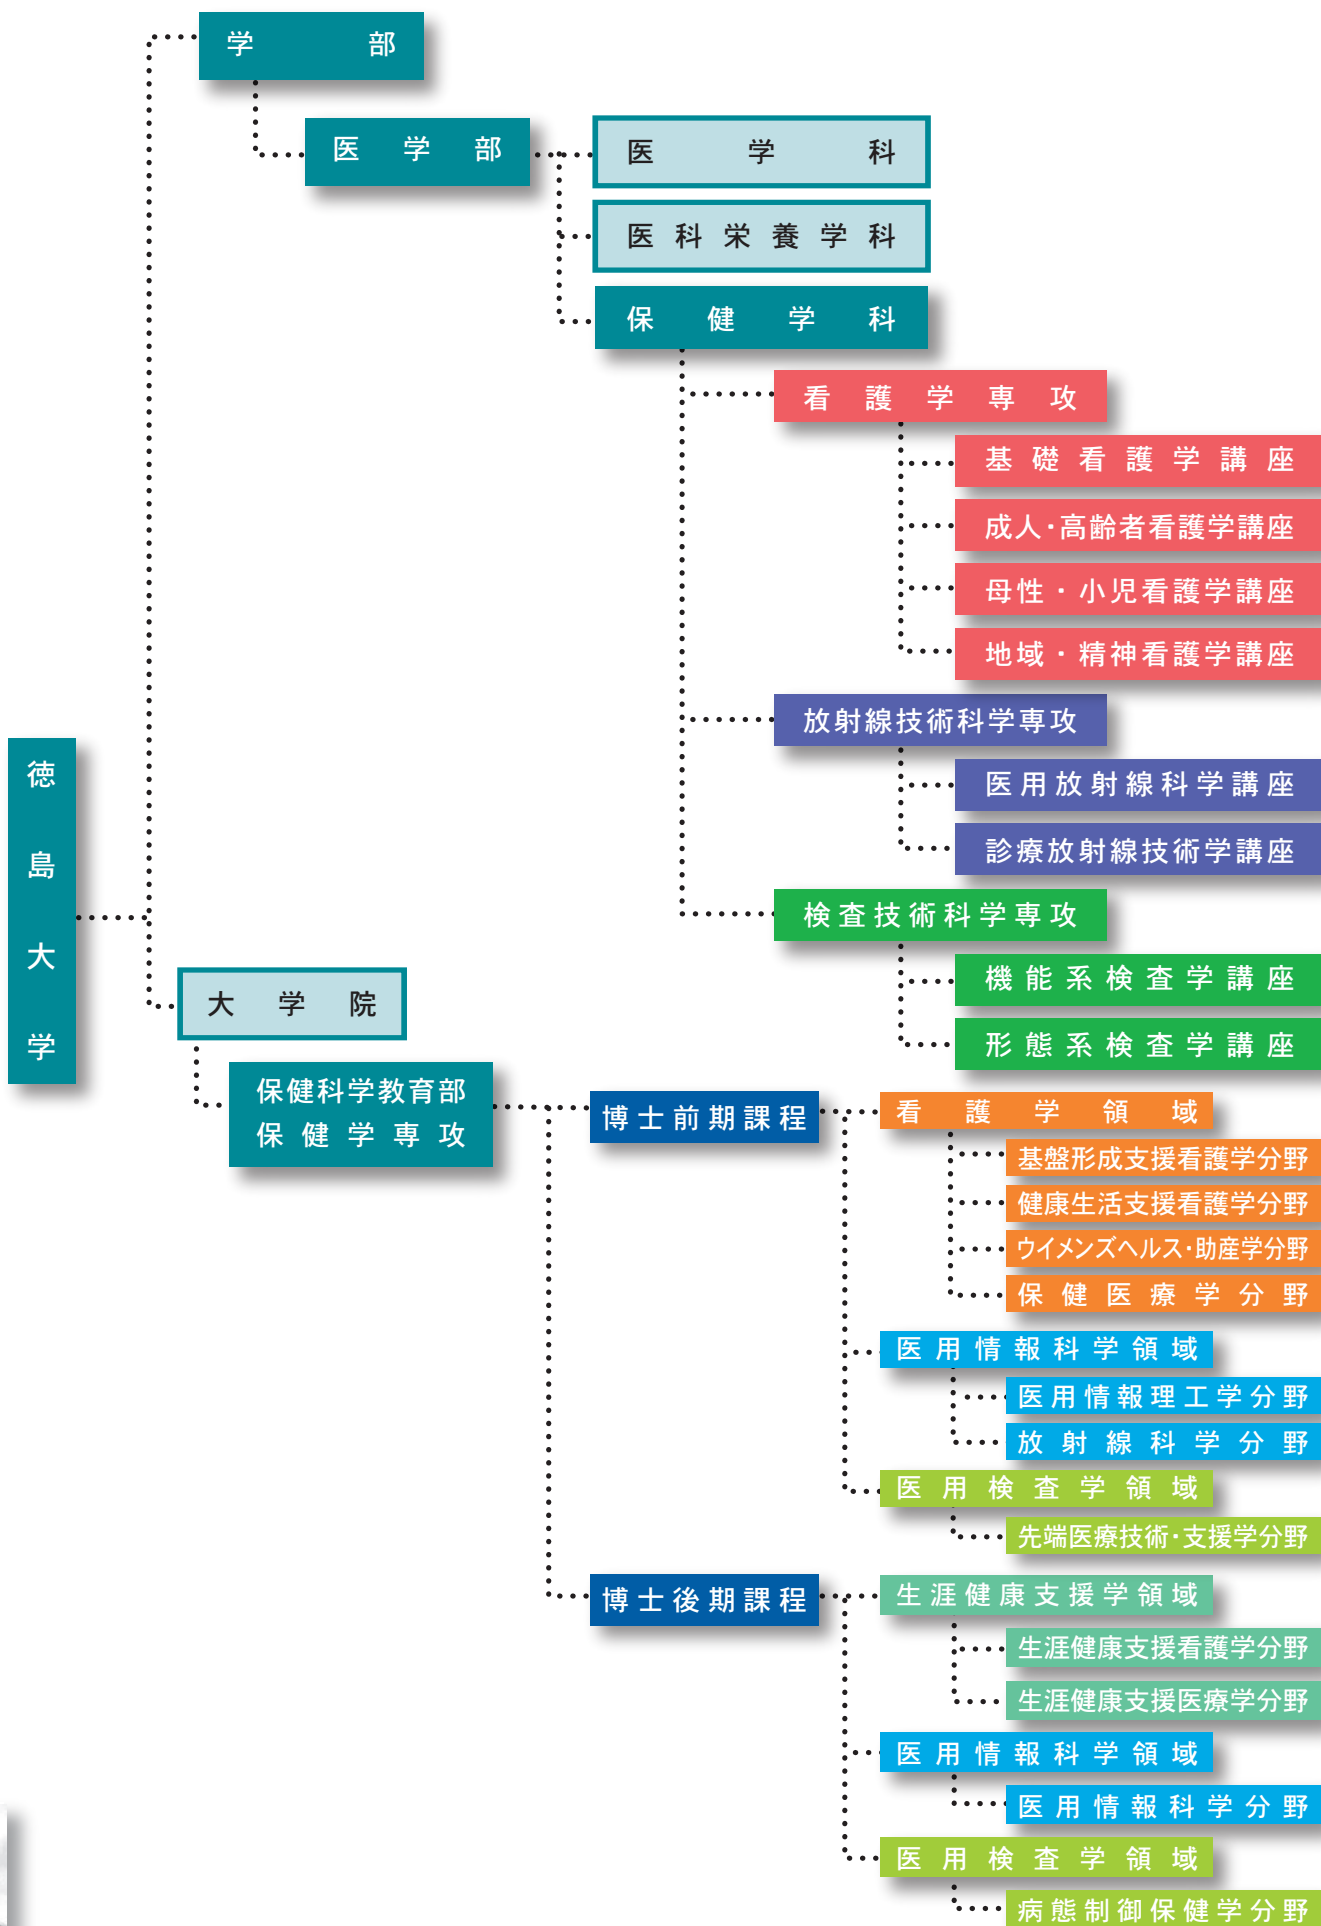 徳島大学
学部
医学部
医学科
医科栄養学科
保健学科
看護学専攻
基礎看護学講座
成人・高齢者看護学講座
母性・小児看護学講座
地域・精神看護学講座
放射線技術科学専攻
医用放射線科学講座
診療放射線技術学講座
検査技術科学専攻
機能系検査学講座
形態系検査学講座
大学院
保健科学教育部
保健学専攻
博士前期課程
看護学領域
基盤形成支援看護学分野
健康生活支援看護学分野
ウイメンズヘルス・助産学分野
保健医療学分野
医用情報科学領域
医用情報理工学分野
放射線科学分野
医用検査学領域
先端医療技術・支援学分野
博士後期課程
生涯健康支援学領域
生涯健康支援看護学分野
生涯健康支援医療学分野
医用情報科学領域
医用情報科学分野
医用検査学領域
病態制御保健学分野